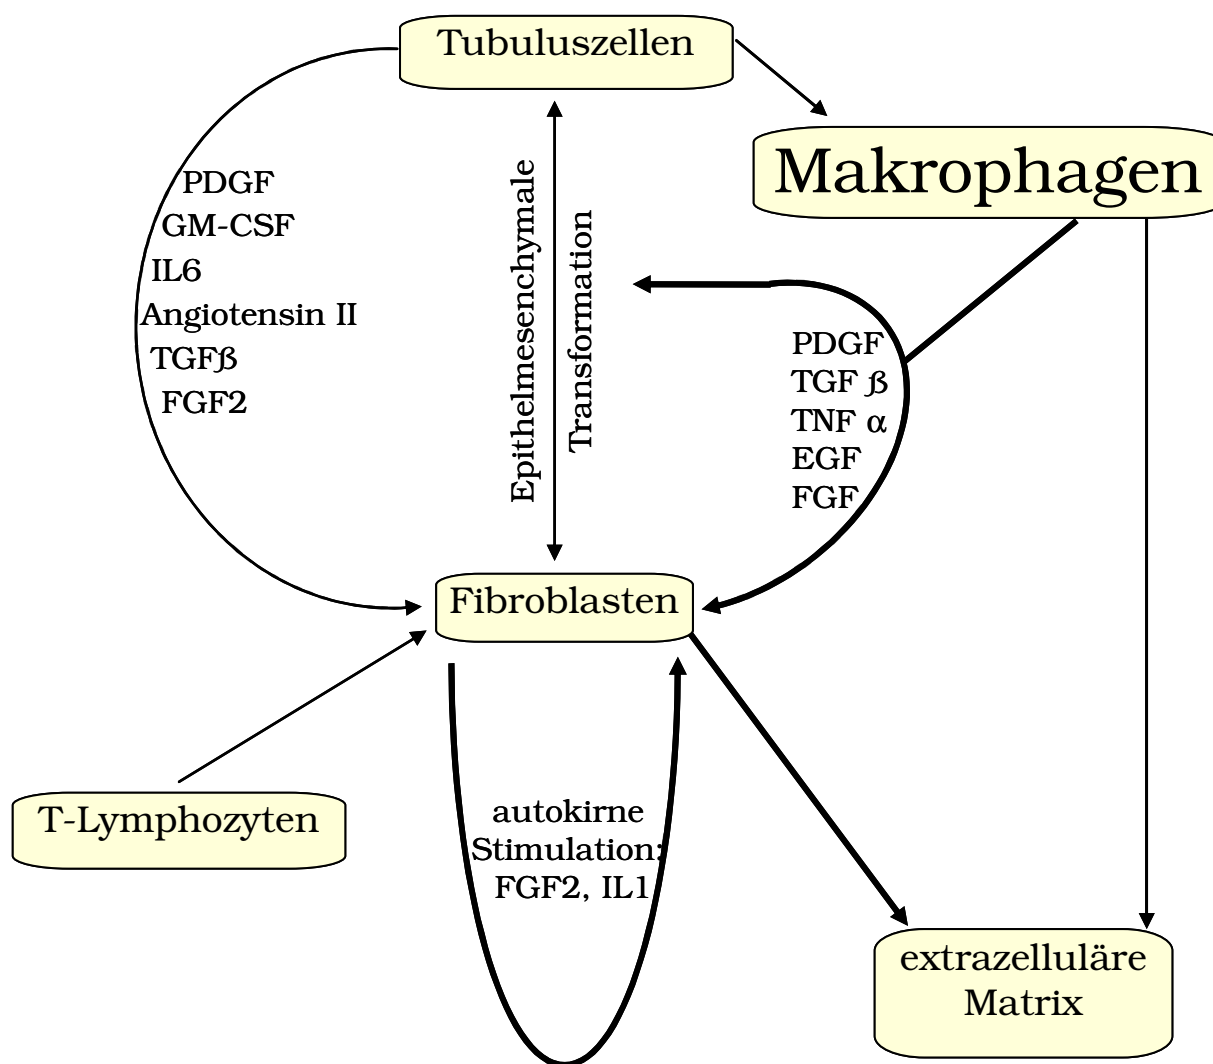 Tubuluszellen
Makrophagen
PDGF
GM-CSF
IL6
Angiotensin II
TGFß
FGF2
Epithelmesenchymale
Transformation
PDGF
TGF ß
TNF α
EGF
FGF
Fibroblasten
T-Lymphozyten
autokirne
Stimulation:
FGF2, IL1
extrazelluläre
Matrix